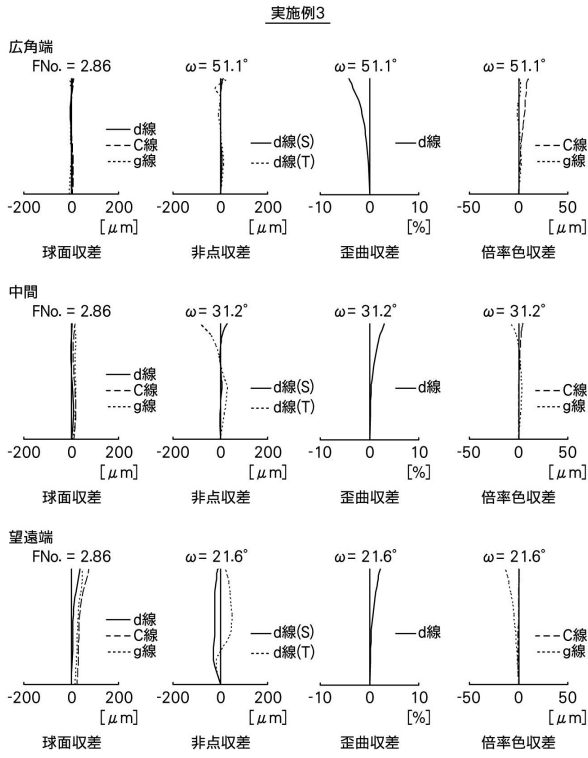 実施例3
広角端
FNo. = 2.86
ω= 51.1°
ω= 51.1°
ω= 51.1°
d線
C線
g線
d線(S)
d線(T)
d線
C線
g線
-200 0 200
-200 0 200
-10 0 10
-50 0 50
[μm]
[μm]
[%]
[μm]
球面収差
非点収差
歪曲収差
倍率色収差
中間
FNo. = 2.86
ω= 31.2°
ω= 31.2°
ω= 31.2°
d線
C線
g線
d線(S)
d線(T)
d線
C線
g線
-200 0 200
-200 0 200
-10 0 10
-50 0 50
[μm]
[μm]
[%]
[μm]
球面収差
非点収差
歪曲収差
倍率色収差
望遠端
FNo. = 2.86
ω= 21.6°
ω= 21.6°
ω= 21.6°
d線
C線
g線
d線(S)
d線(T)
d線
C線
g線
-200 0 200
-200 0 200
-10 0 10
-50 0 50
[μm]
[μm]
[%]
[μm]
球面収差
非点収差
歪曲収差
倍率色収差